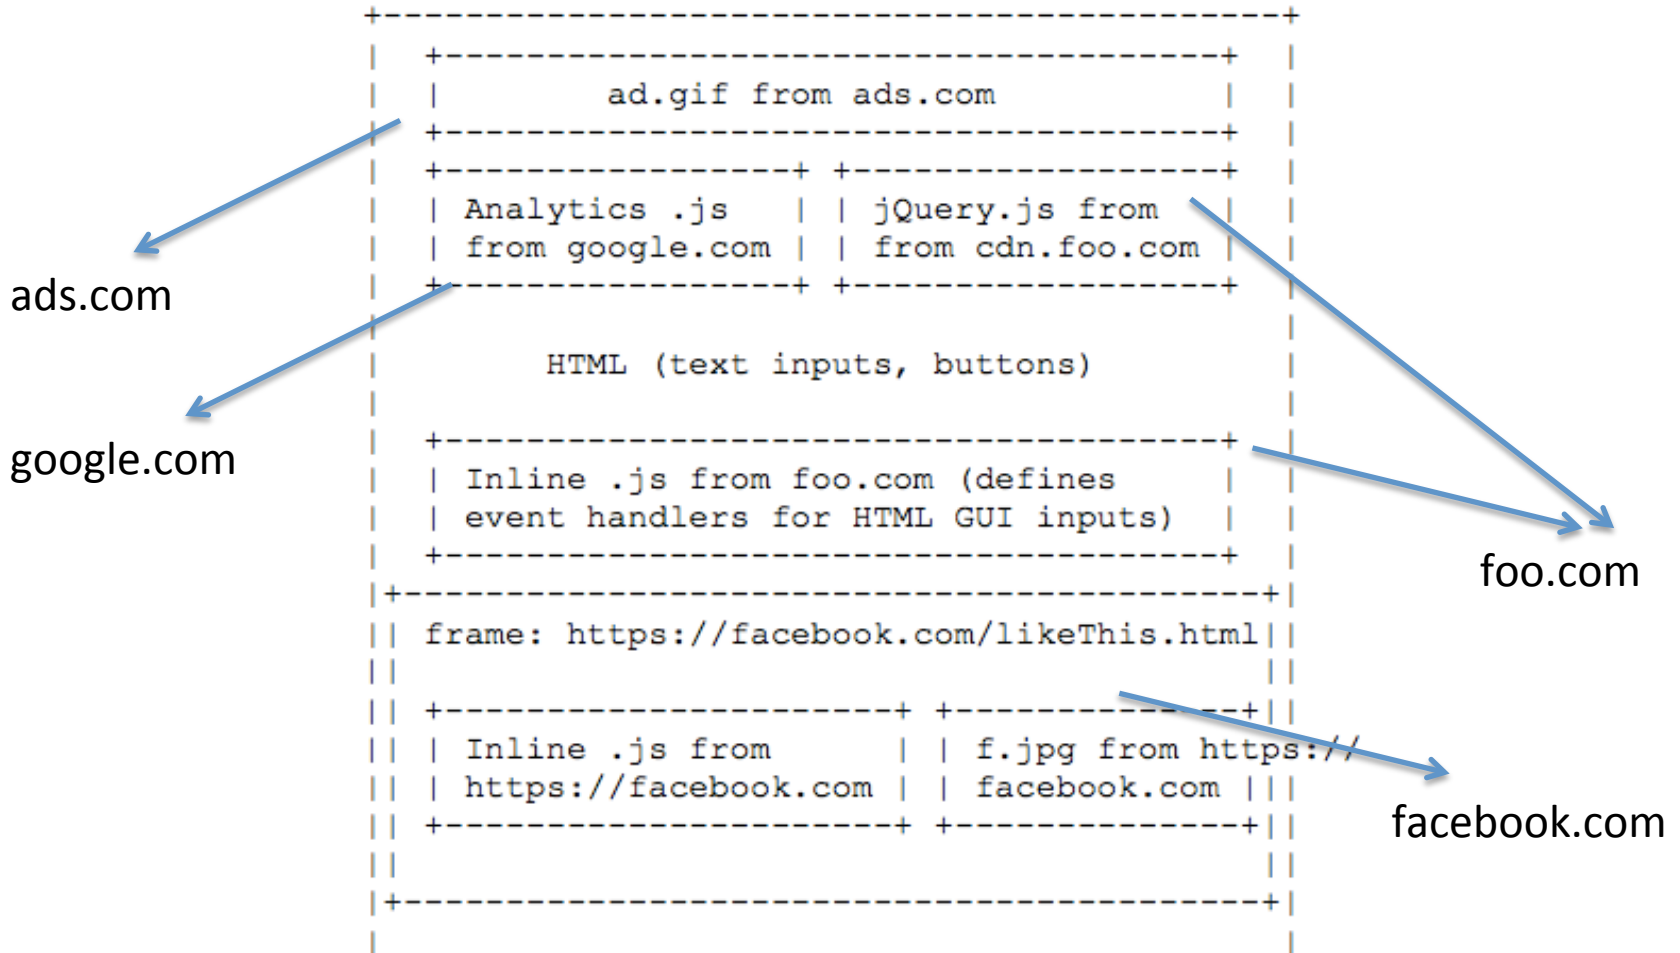 +--------------------------------------------+
| +--------------------------------------+ |
| | ad.gif from ads.com | |
| +--------------------------------------+ |
| +-----------------+ +------------------+ |
| | Analytics .js | | jQuery.js from | |
| | from google.com | | from cdn.foo.com | |
| +-----------------+ +------------------+ |
ads.com
| HTML (text inputs, buttons) |
google.com
| +--------------------------------------+ |
| | Inline .js from foo.com (defines | |
| | event handlers for HTML GUI inputs) | |
| +--------------------------------------+ |
foo.com
|+------------------------------------------+|
|| frame: https://facebook.com/likeThis.html||
|| ||
|| +----------------------+ +--------------+||
|| | Inline .js from | | f.jpg from https://
|| | https://facebook.com | | facebook.com |||
|| +----------------------+ +--------------+||
facebook.com
|| ||
|+------------------------------------------+|
| |